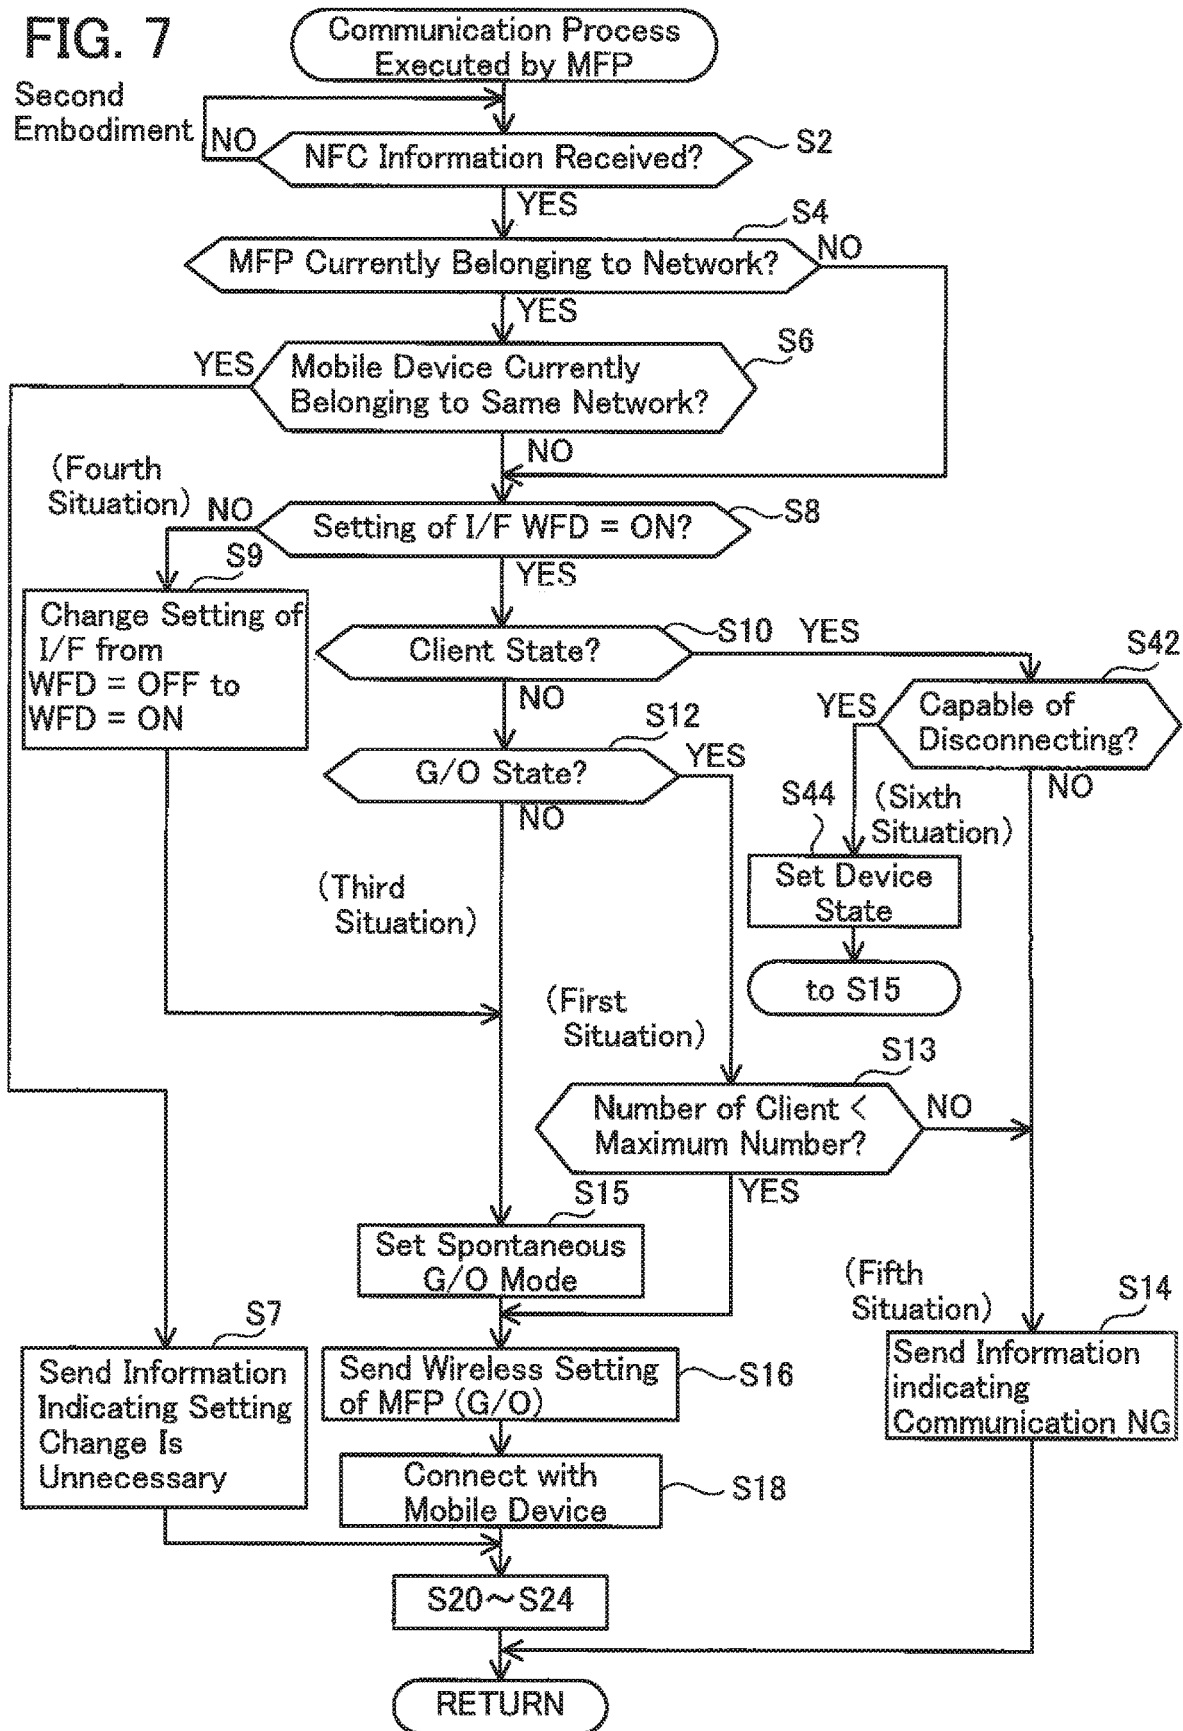 FIG. 7
Second
Embodiment
Communication Process
Executed by MFP
NO
NFC Information Received?
S2
YES
S4
MFP Currently Belonging to Network?
NO
YES
S6
YES
Mobile Device Currently
Belonging to Same Network?
NO
(Fourth
Situation)
NO
Setting of I/F WFD = ON?
S8
YES
S9
Change Setting of
I/F from
WFD = OFF to
WFD = ON
Client State?
S10
YES
NO
S42
YES
Capable of
Disconnecting?
NO
S12
G/O State?
YES
NO
S44
(Sixth
Situation)
Set Device
State
to S15
(Third
Situation)
(First
Situation)
S13
Number of Client <
Maximum Number?
NO
YES
S15
Set Spontaneous
G/O Mode
(Fifth
Situation)
S14
Send Information
indicating
Communication NG
S7
Send Information
Indicating Setting
Change Is
Unnecessary
Send Wireless Setting
of MFP (G/O)
S16
Connect with
Mobile Device
S18
S20~S24
RETURN